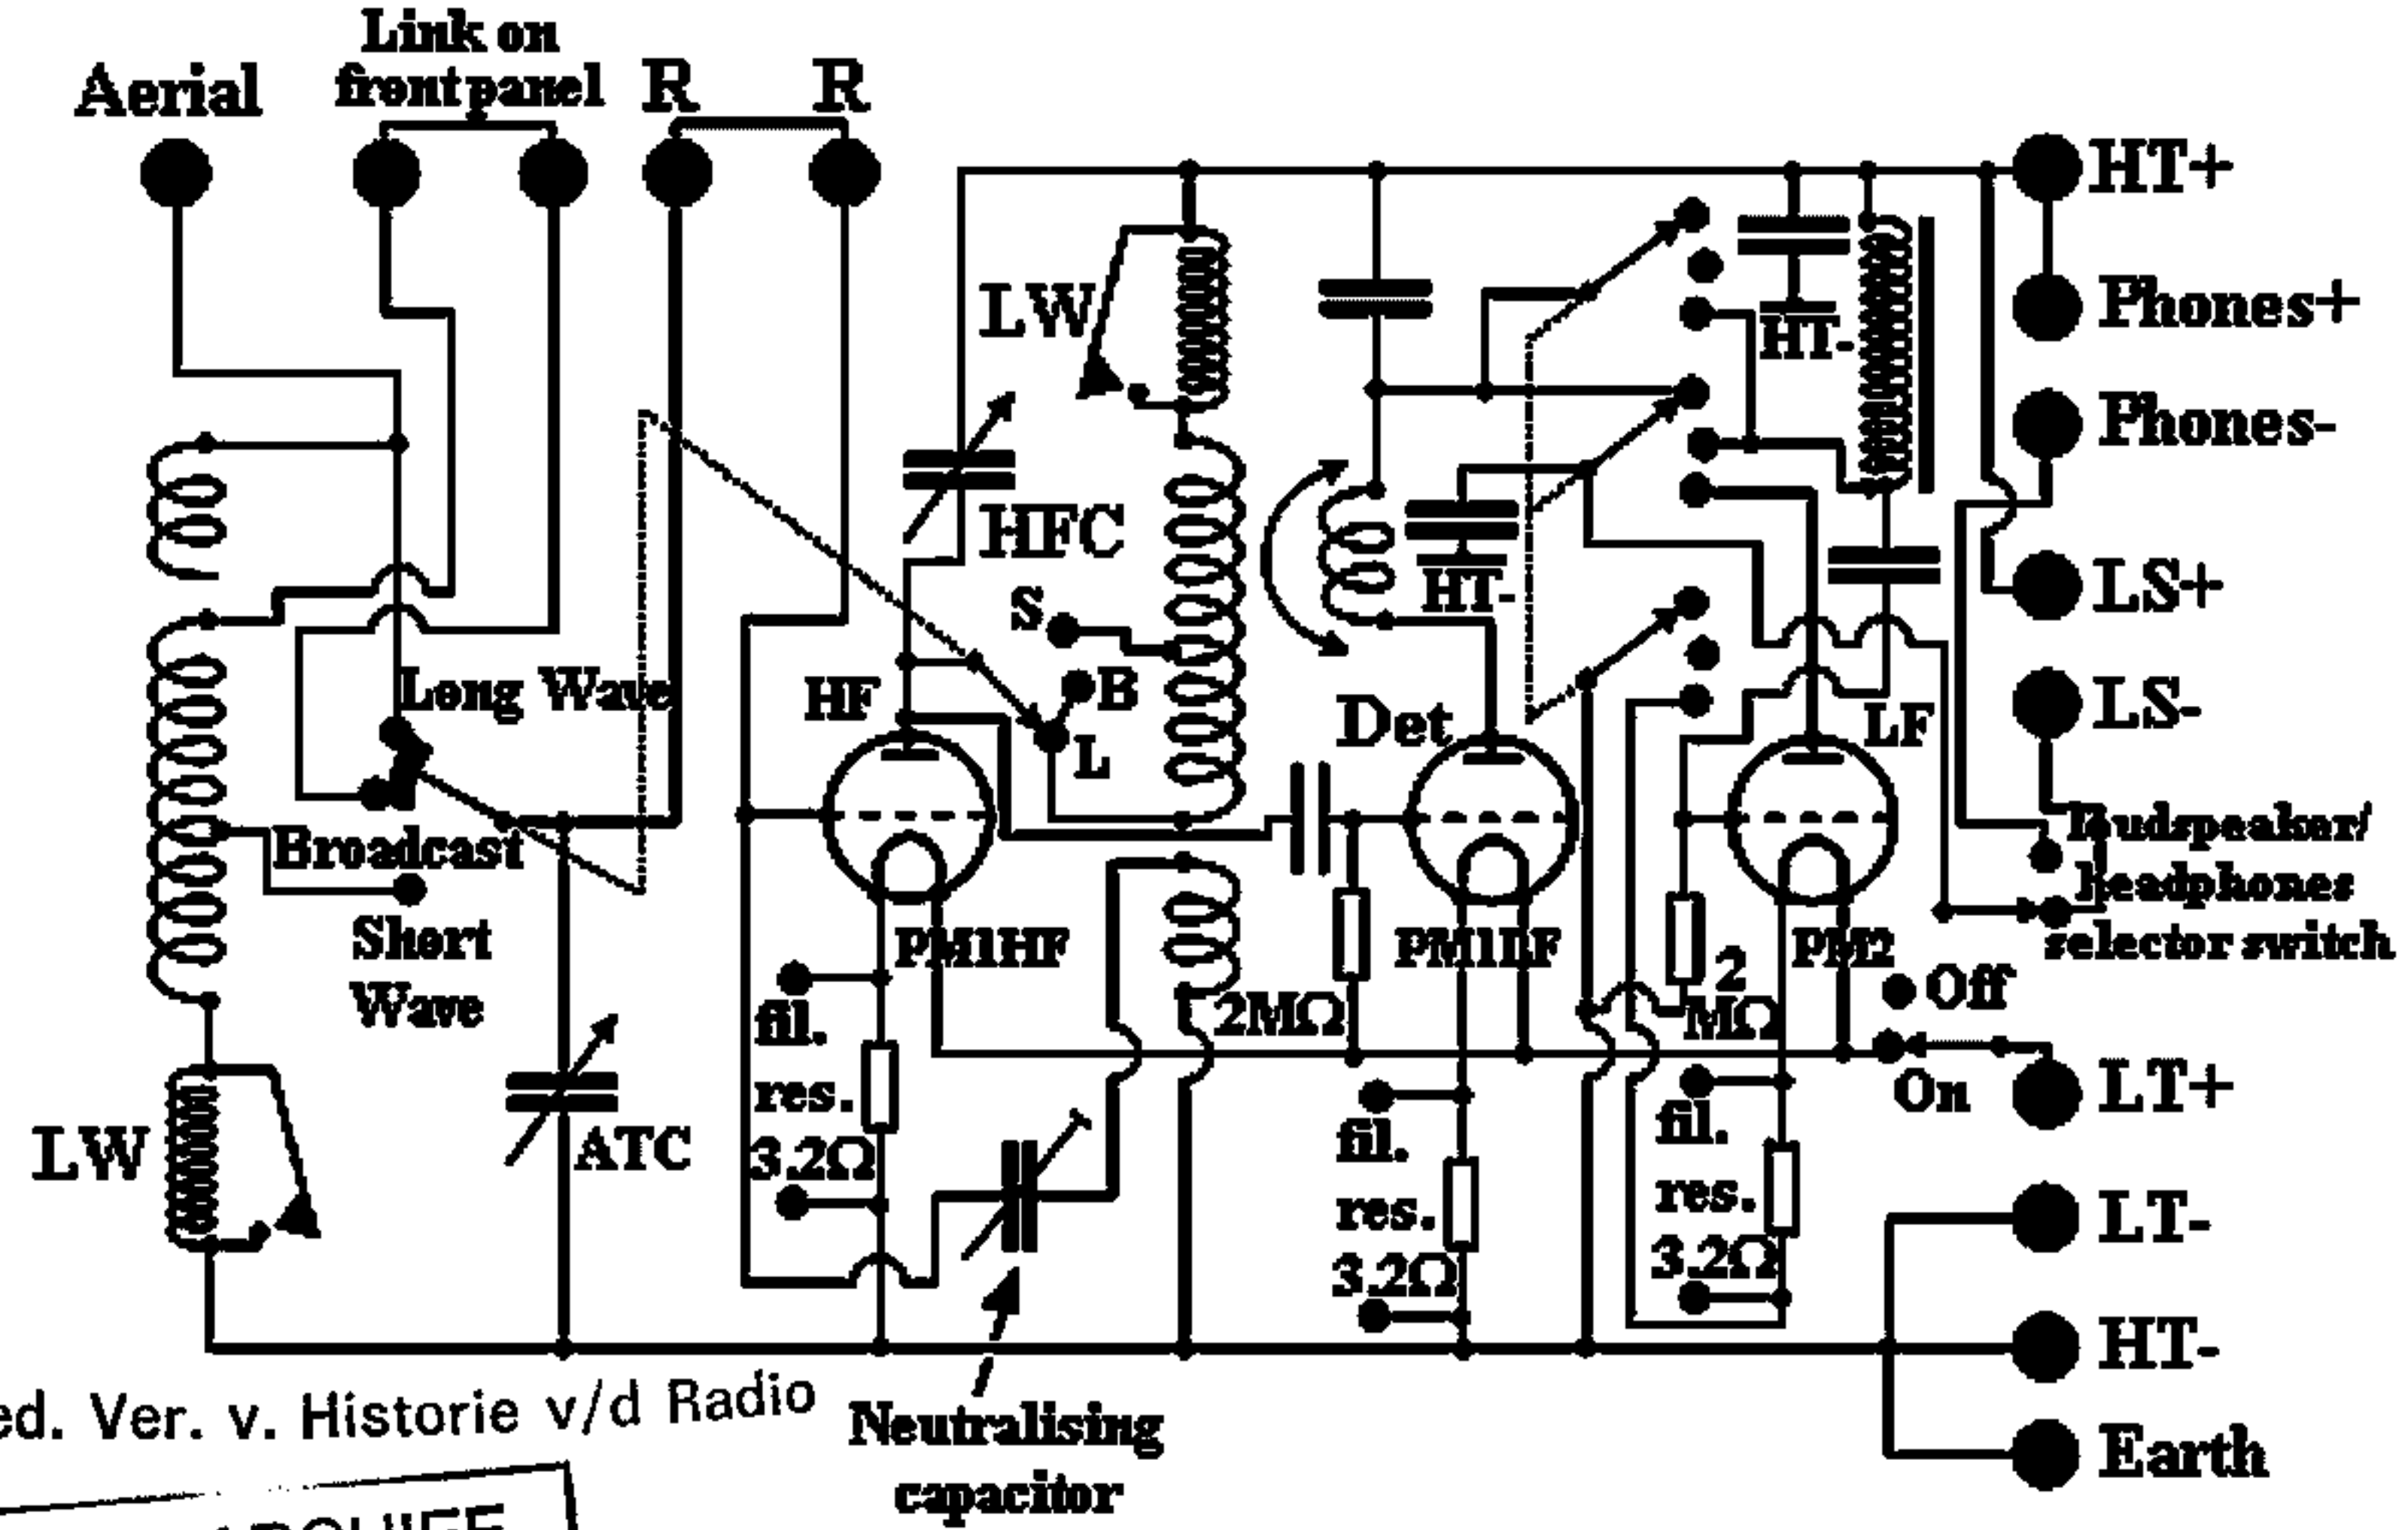 Link on
front panel
Aerial
R
R
HT+
Phones+
Phones-
LS+
LS-
LW
HT-
HFC
HT-
S
B
L
HF
Det
LF
Long Wave
Broadcast
Short
Wave
Loudspeaker/
headphones
selector switch
PM1HF
PM1LF
PM2
Off
On
2MΩ
2
MΩ
fil.
res.
3.2Ω
fil.
res.
3.2Ω
fil.
res.
3.2Ω
LW
ATC
LT+
LT-
HT-
Earth
Neutralising
capacitor
ed. Ver. v. Historie v/d Radio